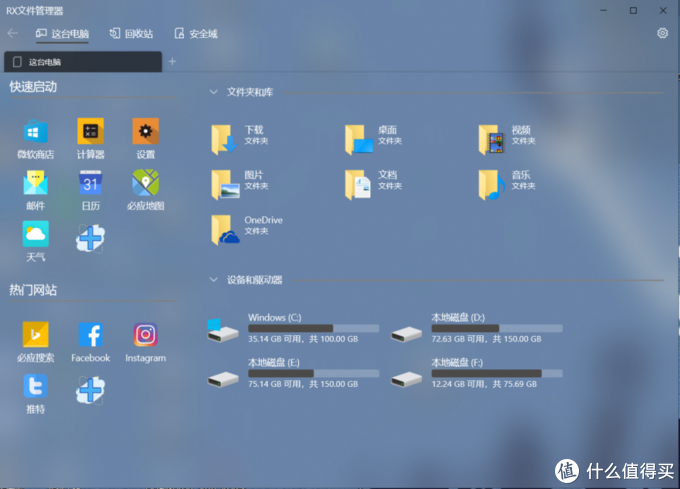 RX文件管理器
这台电脑 回收站 安全域
这台电脑
快速启动
微软商店 计算器 设置
邮件 日历 必应地图
31
天气
热门网站
必应搜索 Facebook Instagram
推特
文件夹和库
下载 桌面 视频
文件夹 文件夹 文件夹
图片 文档 音乐
文件夹 文件夹 文件夹
OneDrive
文件夹
设备和驱动器
Windows (C:) 本地磁盘 (D:)
35.14 GB 可用，共 100.00 GB 72.63 GB 可用，共 150.00 GB
本地磁盘 (E:) 本地磁盘 (F:)
75.14 GB 可用，共 150.00 GB 12.24 GB 可用，共 75.69 GB
值 什么值得买